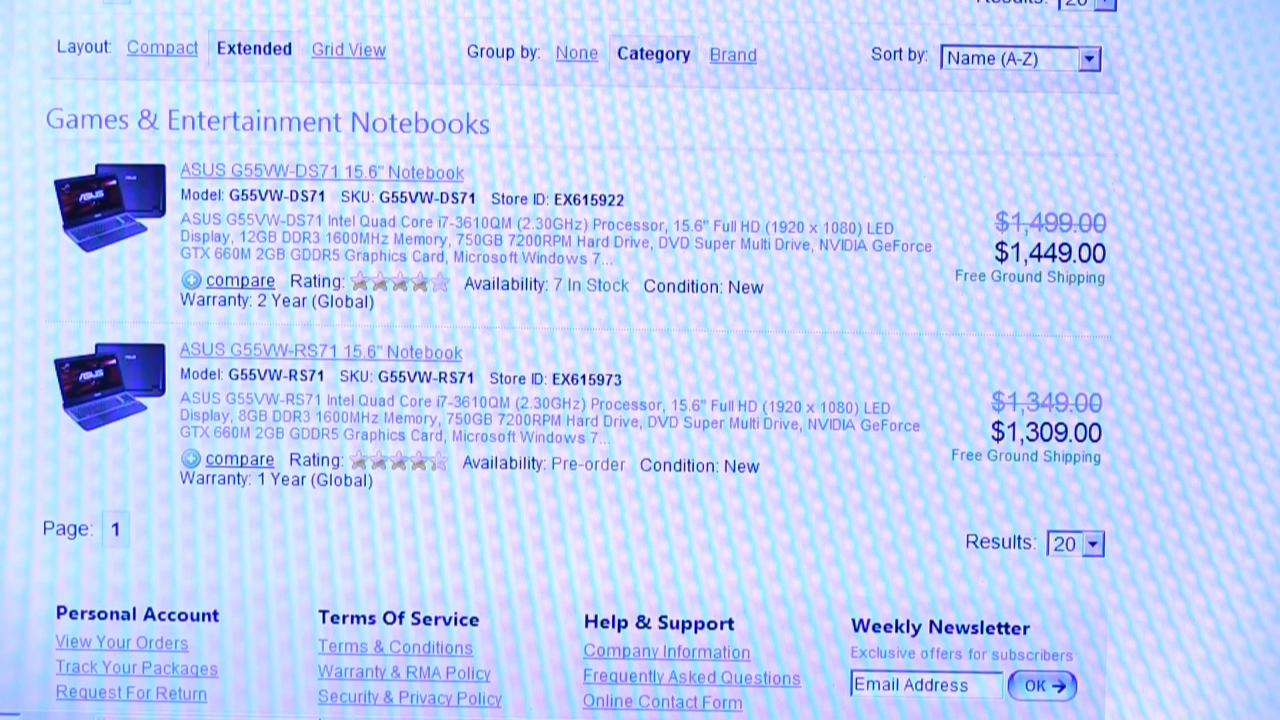 Results: 20
Layout: Compact Extended Grid View Group by: None Category Brand Sort by: Name (A-Z)
Games & Entertainment Notebooks
ASUS G55VW-DS71 15.6" Notebook
Model: G55VW-DS71 SKU: G55VW-DS71 Store ID: EX615922
ASUS G55VW-DS71 Intel Quad Core i7-3610QM (2.30GHz) Processor, 15.6" Full HD (1920 x 1080) LED
Display, 12GB DDR3 1600MHz Memory, 750GB 7200RPM Hard Drive, DVD Super Multi Drive, NVIDIA GeForce
GTX 660M 2GB GDDR5 Graphics Card, Microsoft Windows 7...
$1,499.00
$1,449.00
Free Ground Shipping
compare Rating: Availability: 7 In Stock Condition: New
Warranty: 2 Year (Global)
ASUS G55VW-RS71 15.6" Notebook
Model: G55VW-RS71 SKU: G55VW-RS71 Store ID: EX615973
ASUS G55VW-RS71 Intel Quad Core i7-3610QM (2.30GHz) Processor, 15.6" Full HD (1920 x 1080) LED
Display, 8GB DDR3 1600MHz Memory, 750GB 7200RPM Hard Drive, DVD Super Multi Drive, NVIDIA GeForce
GTX 660M 2GB GDDR5 Graphics Card, Microsoft Windows 7...
$1,349.00
$1,309.00
Free Ground Shipping
compare Rating: Availability: Pre-order Condition: New
Warranty: 1 Year (Global)
Page: 1
Results: 20
Personal Account
View Your Orders
Track Your Packages
Request For Return
Terms Of Service
Terms & Conditions
Warranty & RMA Policy
Security & Privacy Policy
Help & Support
Company Information
Frequently Asked Questions
Online Contact Form
Weekly Newsletter
Exclusive offers for subscribers
Email Address OK